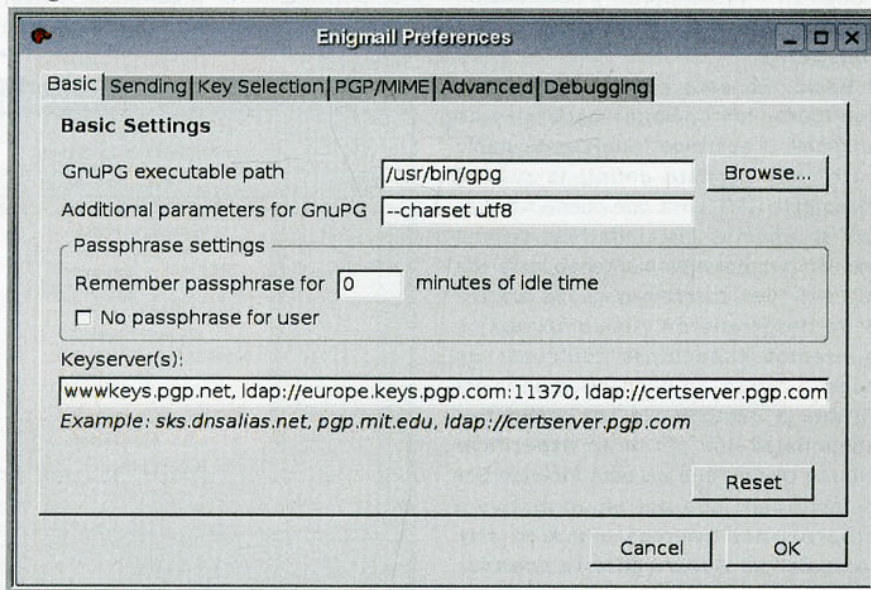 Enigmail Preferences
Basic Sending Key Selection PGP/MIME Advanced Debugging
Basic Settings
GnuPG executable path /usr/bin/gpg Browse...
Additional parameters for GnuPG --charset utf8
Passphrase settings
Remember passphrase for 0 minutes of idle time
No passphrase for user
Keyserver(s):
wwwkeys.pgp.net, ldap://europe.keys.pgp.com:11370, ldap://certserver.pgp.com
Example: sks.dnsalias.net, pgp.mit.edu, ldap://certserver.pgp.com
Reset
Cancel OK